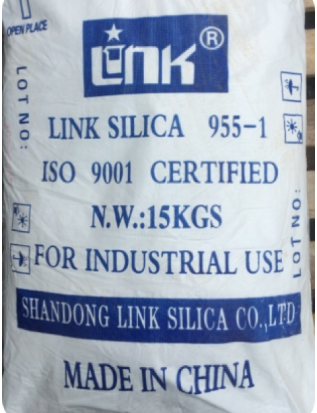 OPEN PLACE
LINK ®
LOT NO:
LINK SILICA 955-1
ISO 9001 CERTIFIED
N.W.:15KGS
FOR INDUSTRIAL USE
LOT NO:
SHANDONG LINK SILICA CO.,LTD
MADE IN CHINA